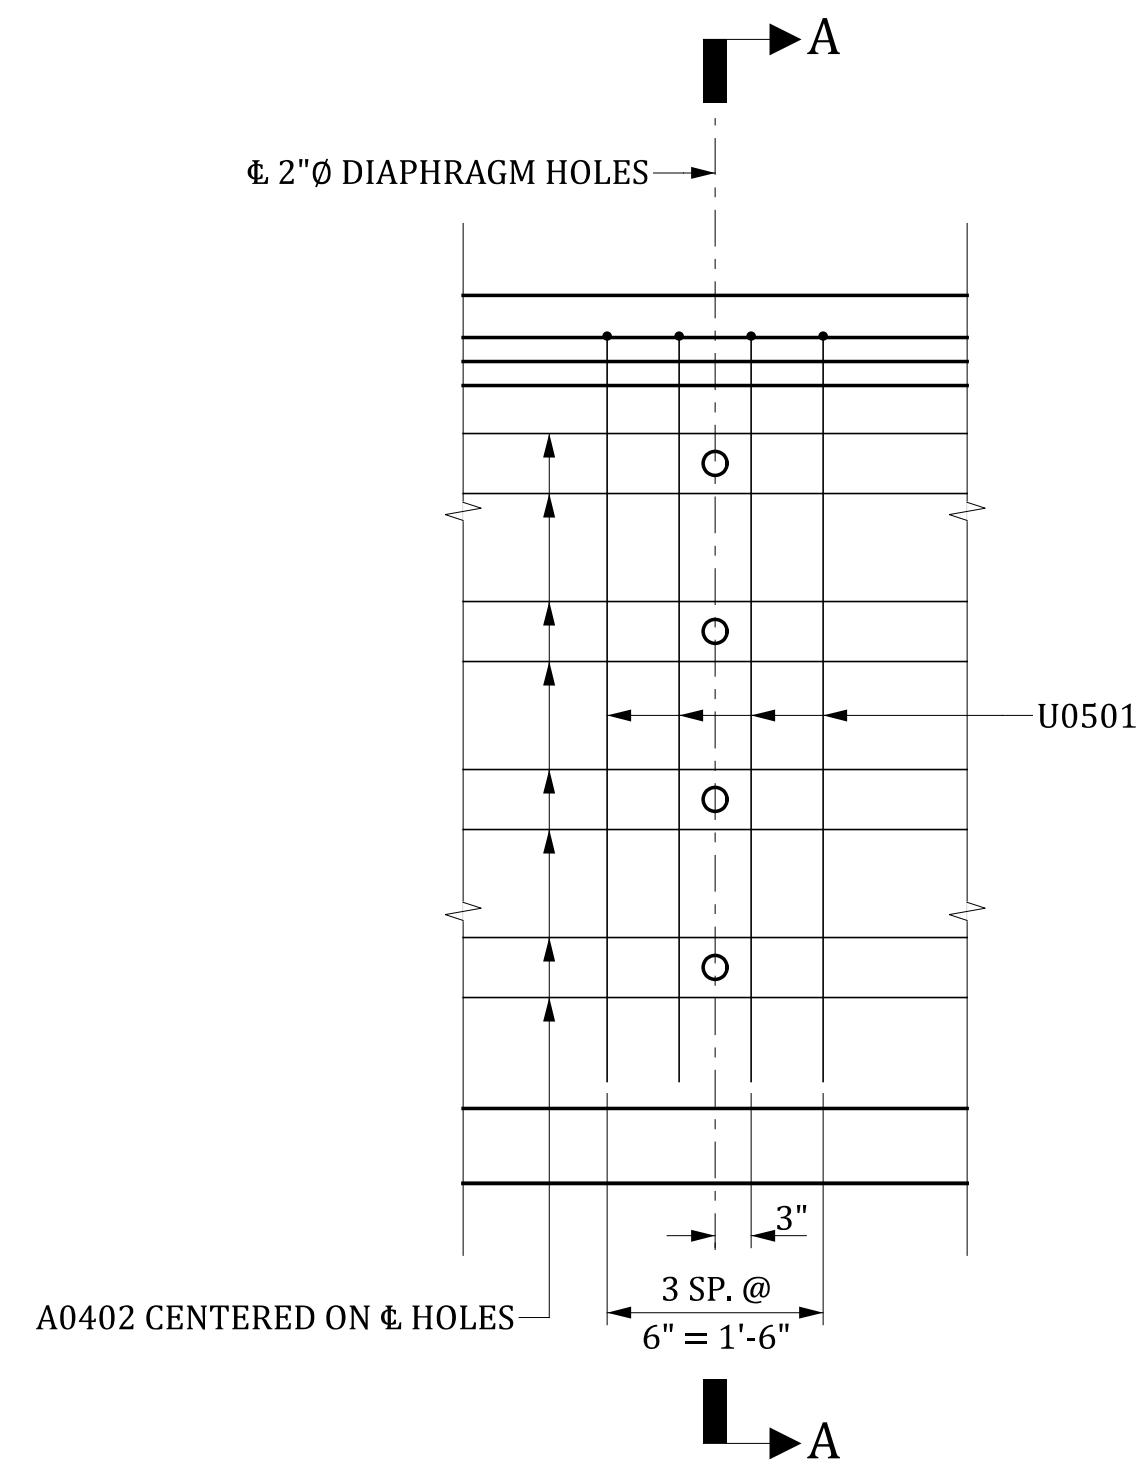 A
℄ 2"Ø DIAPHRAGM HOLES
U0501
3"
3 SP. @
6" = 1'-6"
A0402 CENTERED ON ℄ HOLES
A